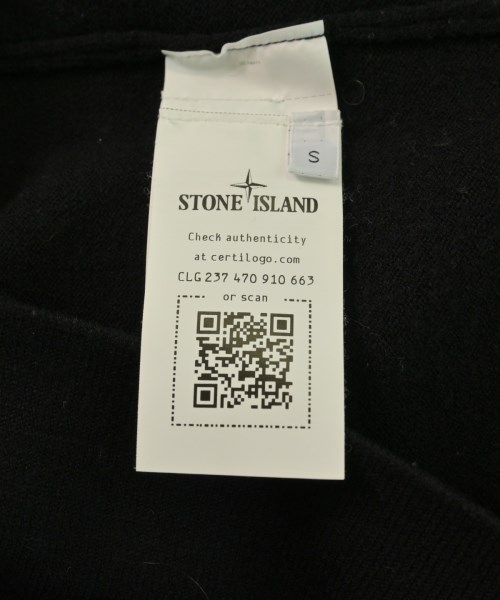 S
STONE ISLAND
Check authenticity
at certilogo.com
CLG 237 470 910 663
or scan